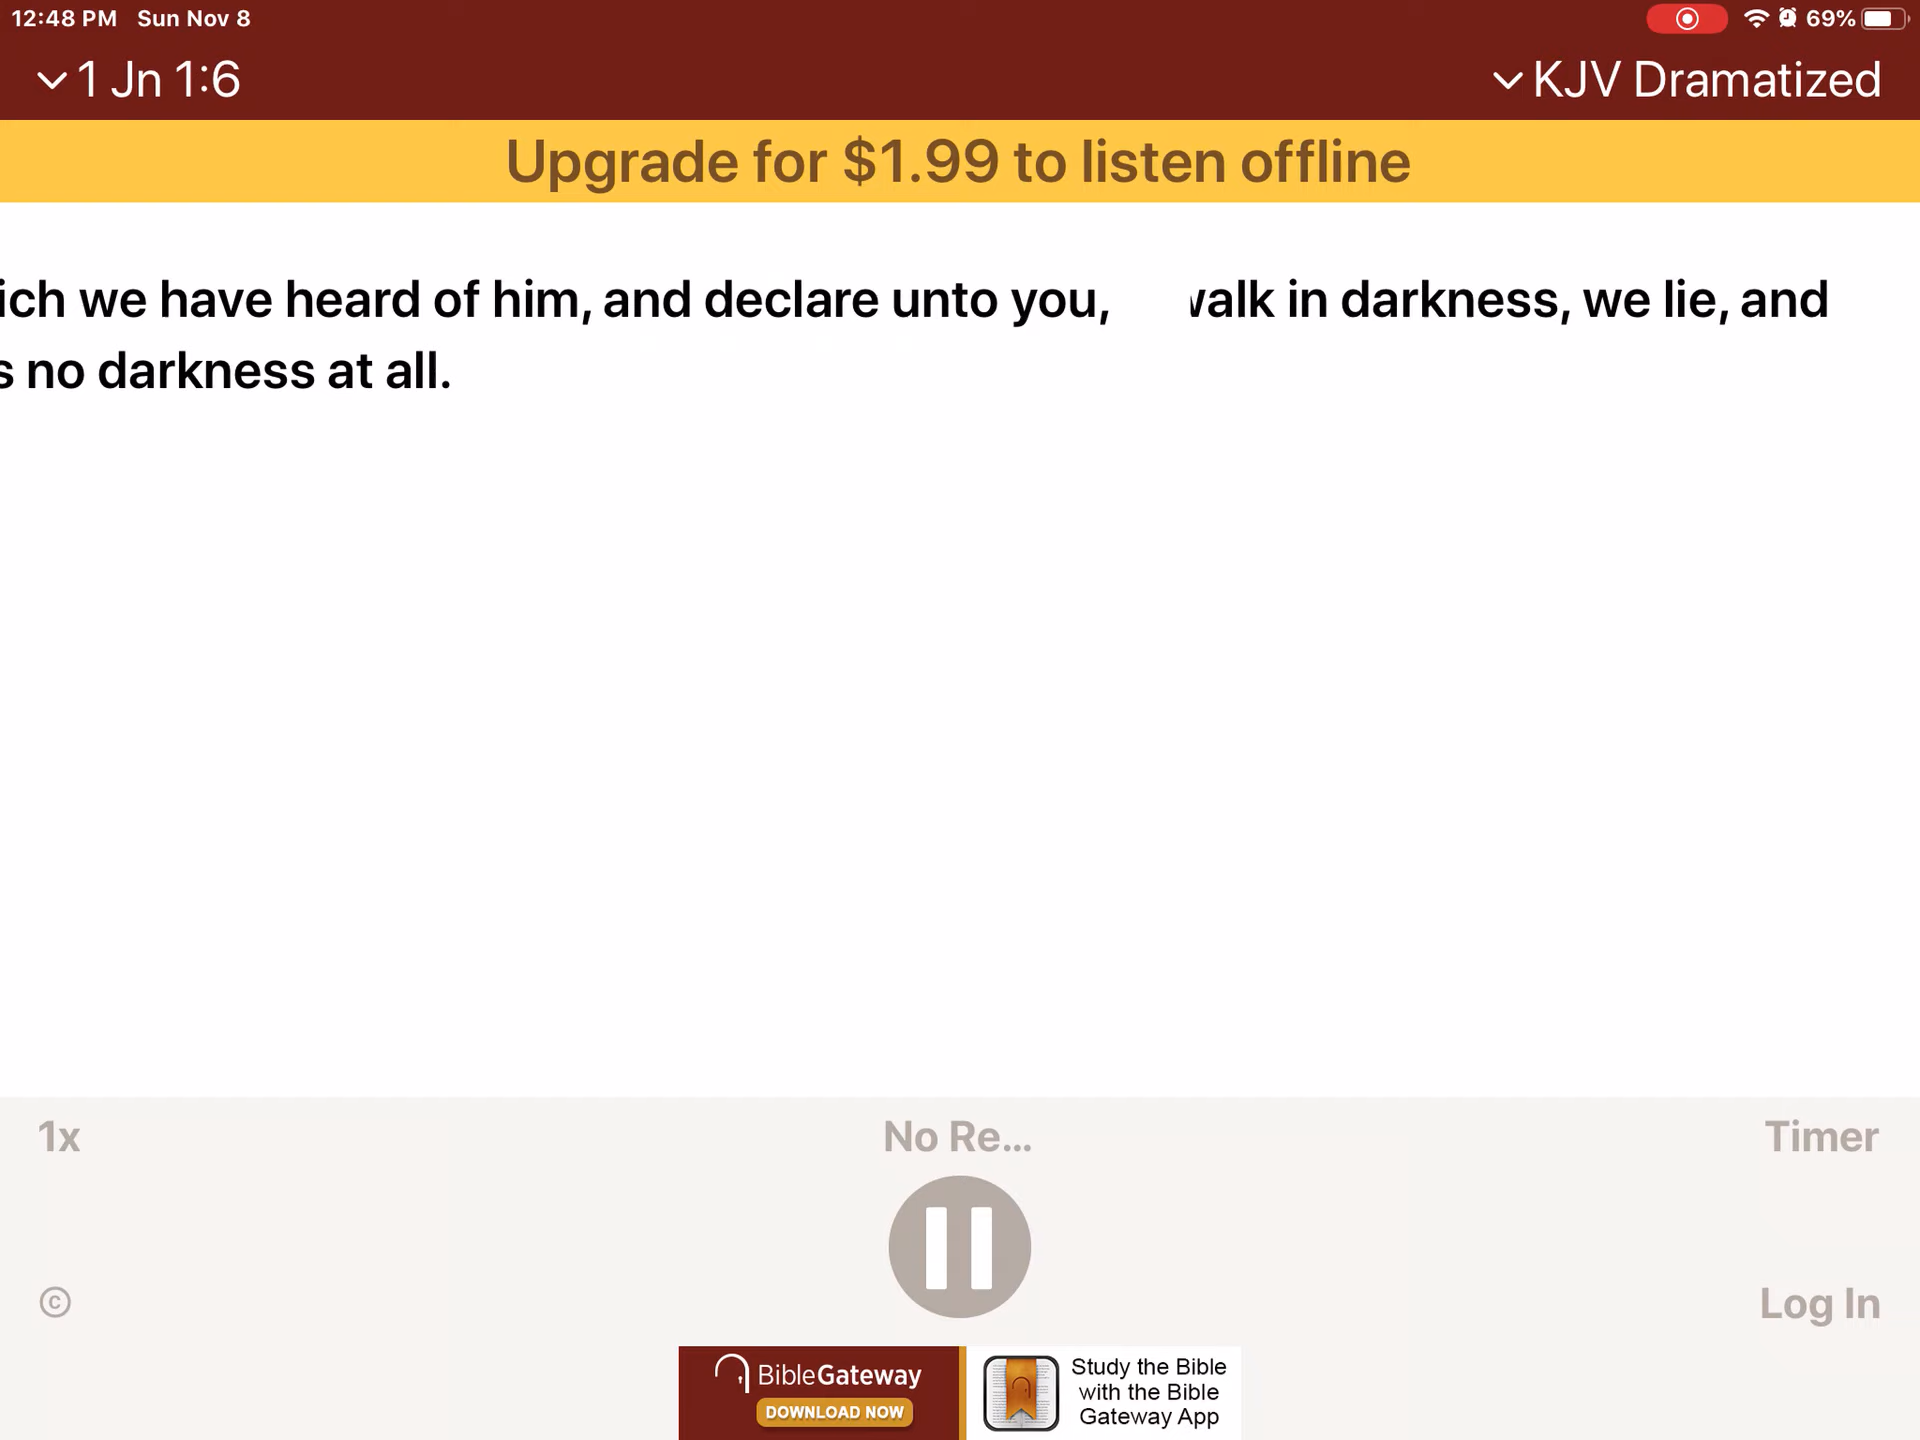 12:48 PM Sun Nov 8 69%
1 Jn 1:6 KJV Dramatized
Upgrade for $1.99 to listen offline
ich we have heard of him, and declare unto you, walk in darkness, we lie, and
s no darkness at all.
1x No Re... Timer
© Log In
BibleGateway
DOWNLOAD NOW
Study the Bible
with the Bible
Gateway App